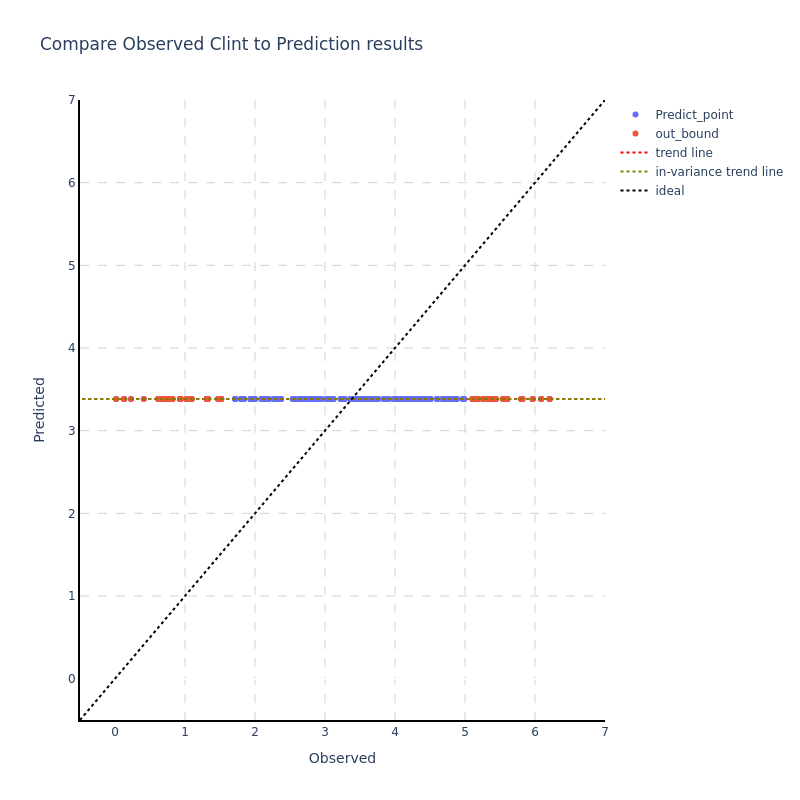 Compare Observed Clint to Prediction results
Predict_point
out_bound
trend line
in-variance trend line
ideal
7
6
5
4
3
2
1
0
Predicted
0 1 2 3 4 5 6 7
Observed